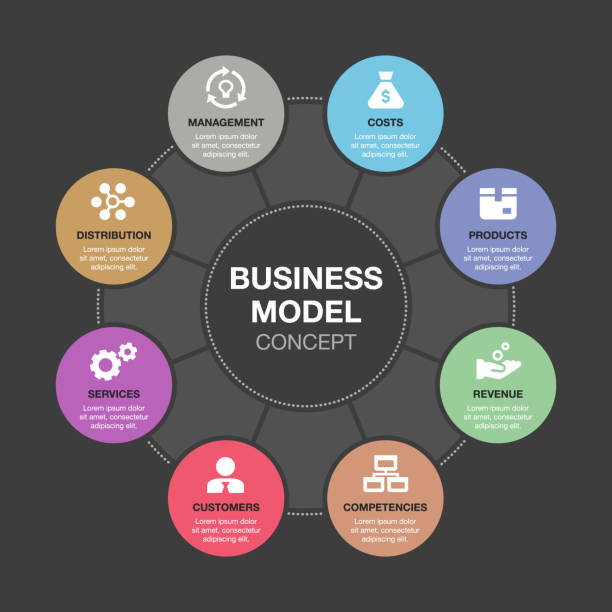 MANAGEMENT
Lorem ipsum dolor
sit amet, consectetur
adipiscing elit.
COSTS
Lorem ipsum dolor
sit amet, consectetur
adipiscing elit.
DISTRIBUTION
Lorem ipsum dolor
sit amet, consectetur
adipiscing elit.
PRODUCTS
Lorem ipsum dolor
sit amet, consectetur
adipiscing elit.
BUSINESS
MODEL
CONCEPT
SERVICES
Lorem ipsum dolor
sit amet, consectetur
adipiscing elit.
REVENUE
Lorem ipsum dolor
sit amet, consectetur
adipiscing elit.
CUSTOMERS
Lorem ipsum dolor
sit amet, consectetur
adipiscing elit.
COMPETENCIES
Lorem ipsum dolor
sit amet, consectetur
adipiscing elit.
$